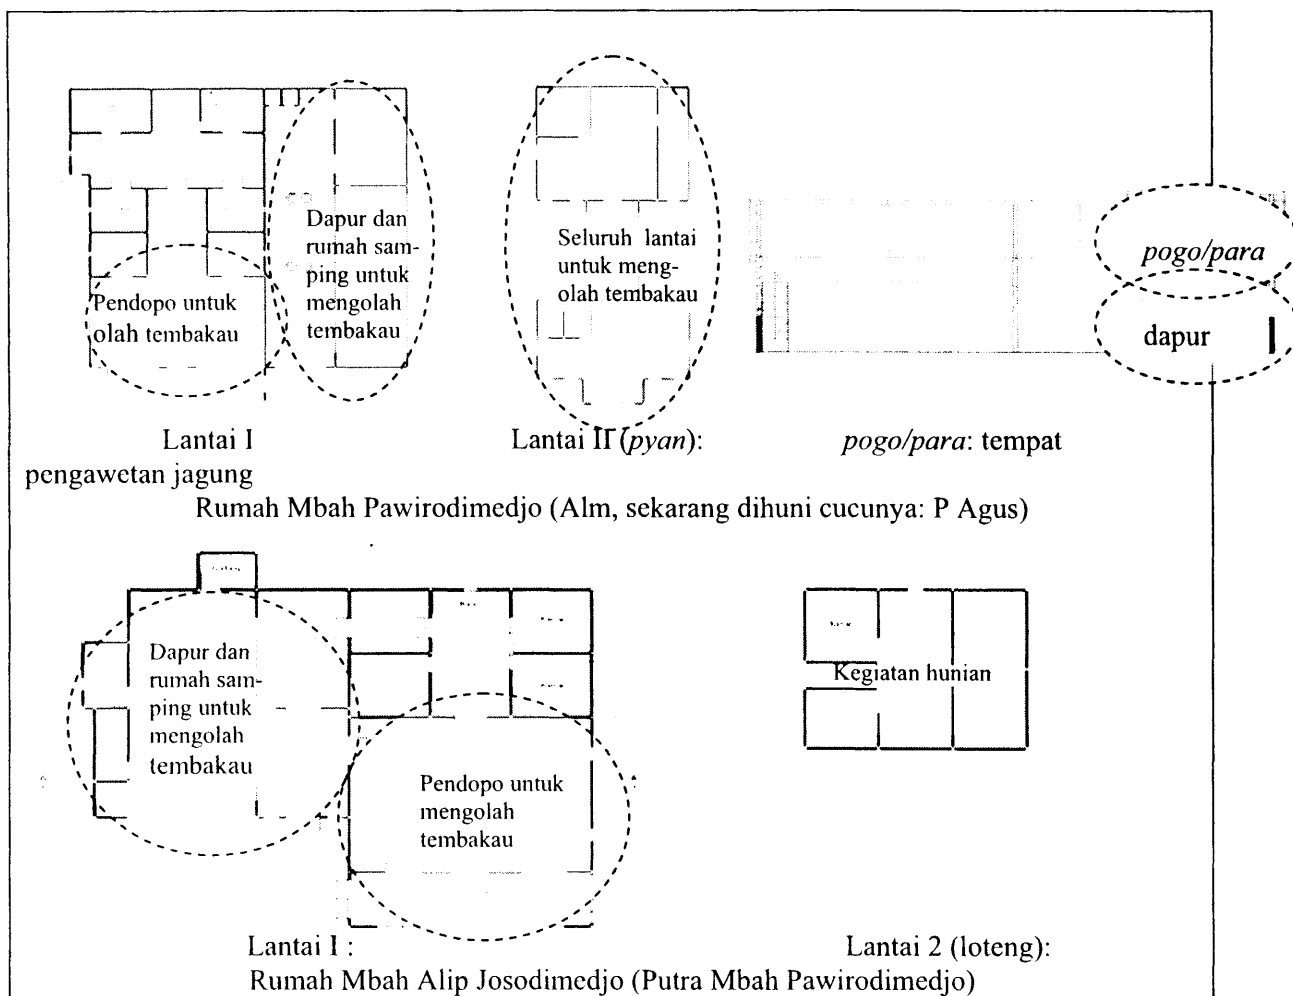 Pendopo untuk
olah tembakau
Dapur dan
rumah sam-
ping untuk
mengolah
tembakau
Seluruh lantai
untuk meng-
olah tembakau
pogo/para
dapur
Lantai I
Lantai II (pyan):
pogo/para: tempat
pengawetan jagung
Rumah Mbah Pawirodimedjo (Alm, sekarang dihuni cucunya: P Agus)
Dapur dan
rumah sam-
ping untuk
mengolah
tembakau
Pendopo untuk
mengolah
tembakau
Kegiatan hunian
Lantai I :
Lantai 2 (loteng):
Rumah Mbah Alip Josodimedjo (Putra Mbah Pawirodimedjo)